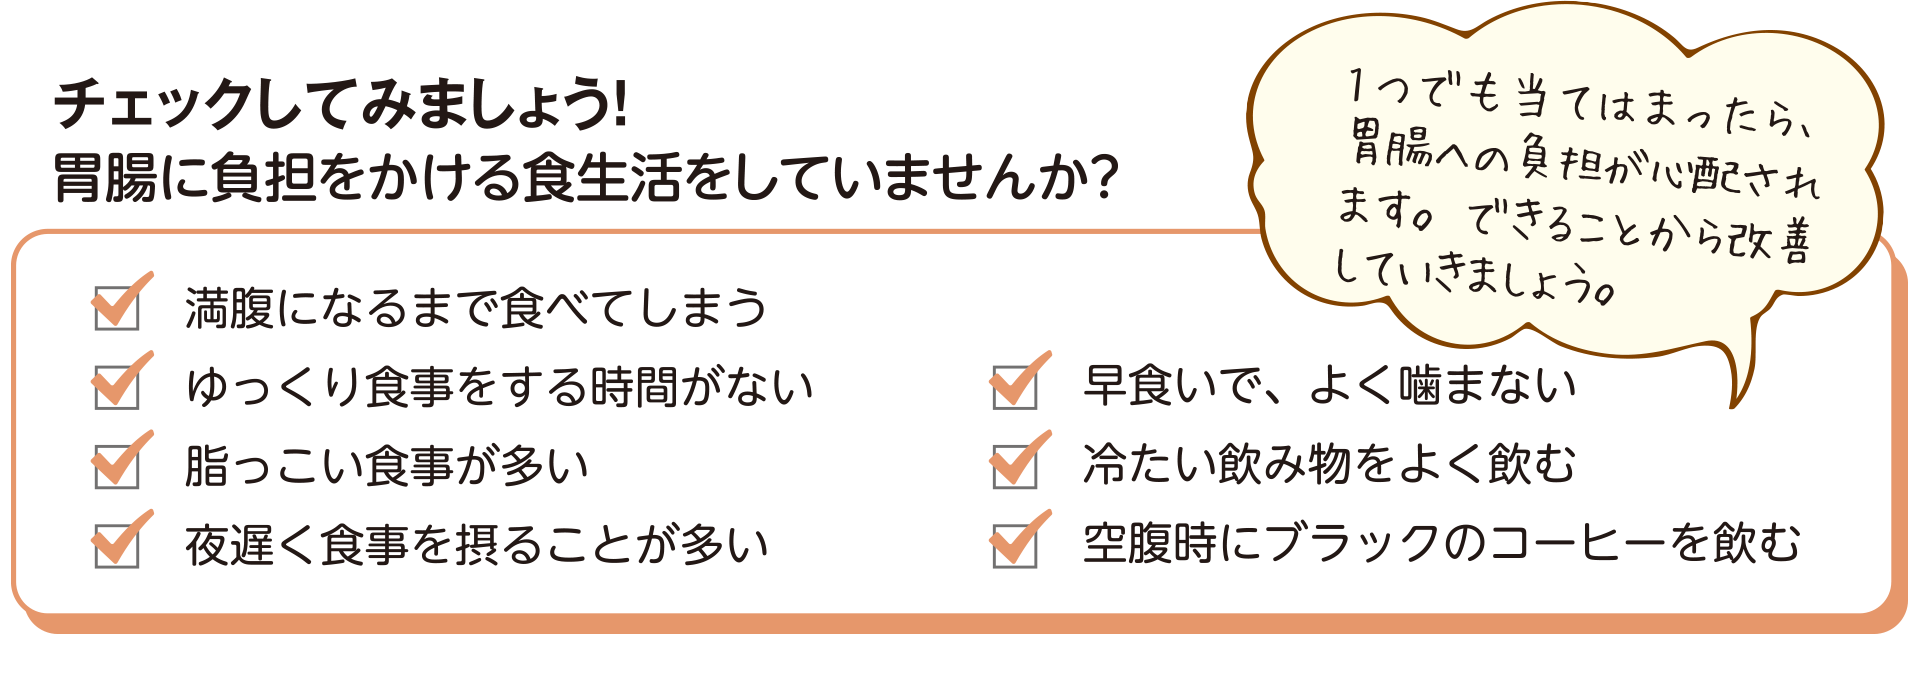 チェックしてみましょう!
胃腸に負担をかける食生活をしていませんか?
1つでも当てはまったら、
胃腸への負担が心配され
ます。できることから改善
していきましょう。
満腹になるまで食べてしまう
ゆっくり食事をする時間がない
脂っこい食事が多い
夜遅く食事を摂ることが多い
早食いで、よく噛まない
冷たい飲み物をよく飲む
空腹時にブラックのコーヒーを飲む